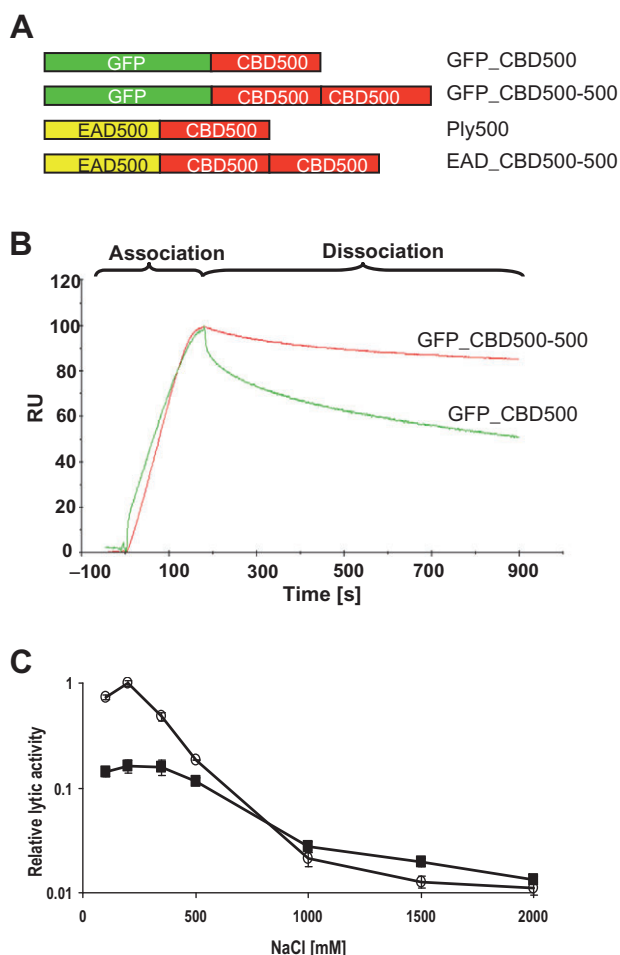 A
GFP CBD500 GFP_CBD500
GFP CBD500 CBD500 GFP_CBD500-500
EAD500 CBD500 Ply500
EAD500 CBD500 CBD500 EAD_CBD500-500
B
Association Dissociation
120
100
80
60
40
20
0
RU
GFP_CBD500-500
GFP_CBD500
–100 100 300 500 700 900
Time [s]
C
1
0.1
0.01
Relative lytic activity
0 500 1000 1500 2000
NaCl [mM]